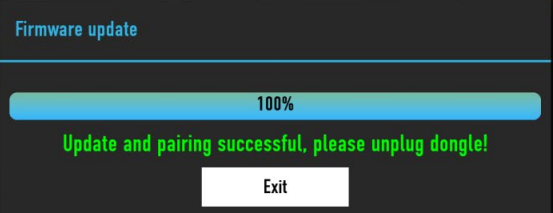 Firmware update
100%
Update and pairing successful, please unplug dongle!
Exit